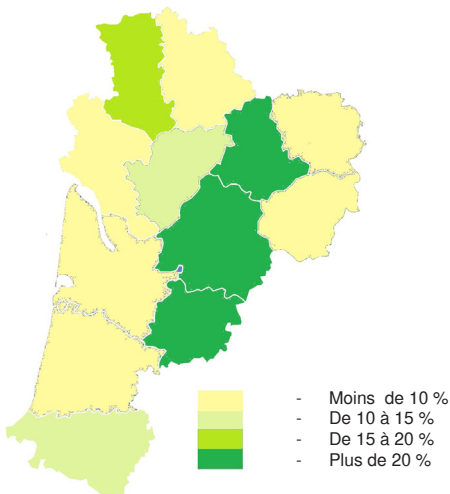 - Moins de 10 %
- De 10 à 15 %
- De 15 à 20 %
- Plus de 20 %